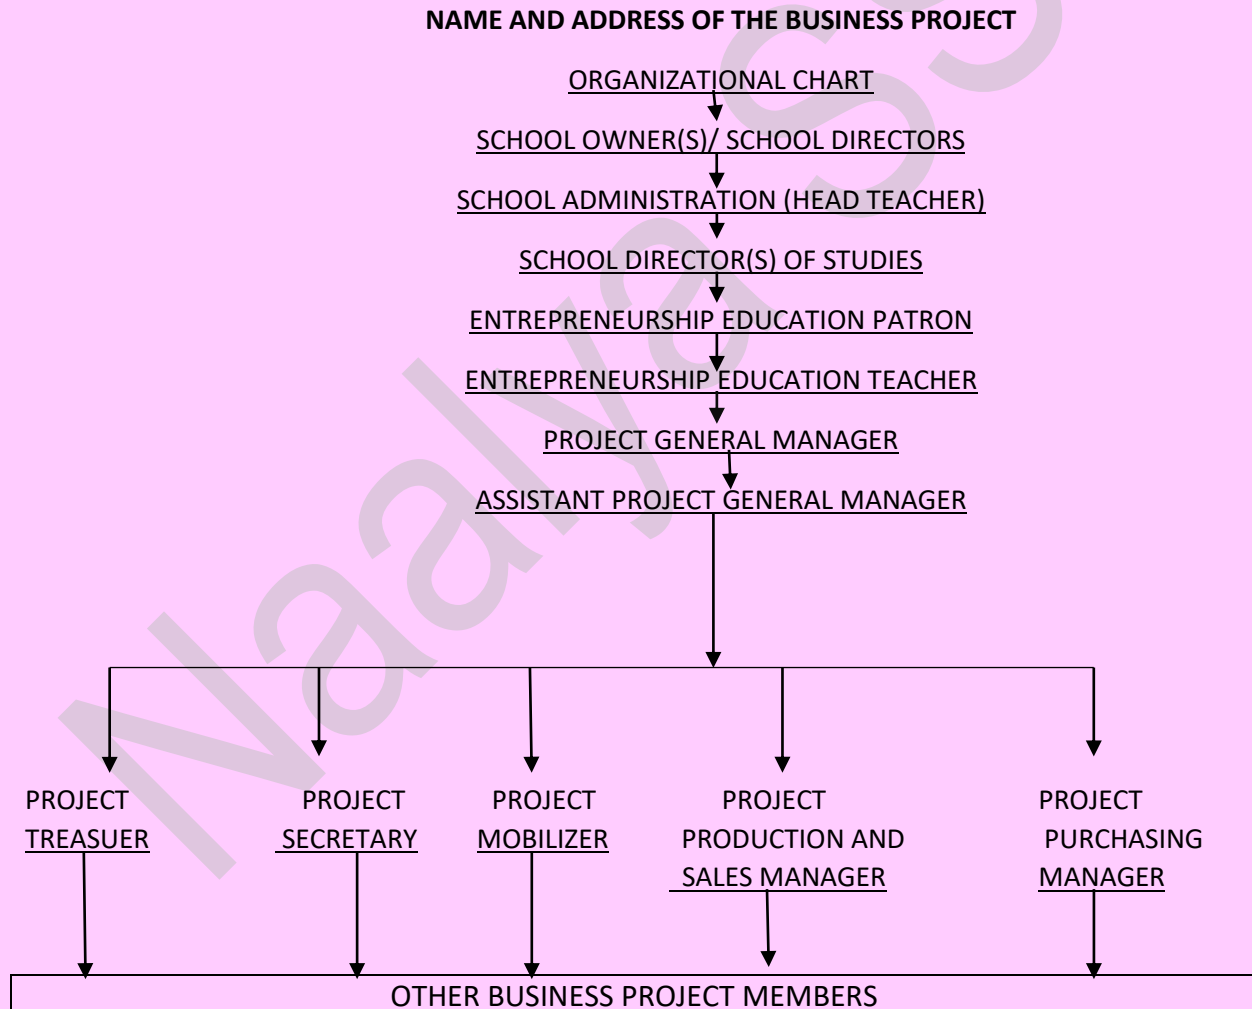 NAME AND ADDRESS OF THE BUSINESS PROJECT
ORGANIZATIONAL CHART
SCHOOL OWNER(S)/ SCHOOL DIRECTORS
SCHOOL ADMINISTRATION (HEAD TEACHER)
SCHOOL DIRECTOR(S) OF STUDIES
ENTREPRENEURSHIP EDUCATION PATRON
ENTREPRENEURSHIP EDUCATION TEACHER
PROJECT GENERAL MANAGER
ASSISTANT PROJECT GENERAL MANAGER
PROJECT
TREASUER
PROJECT
SECRETARY
PROJECT
MOBILIZER
PROJECT
PRODUCTION AND
SALES MANAGER
PROJECT
PURCHASING
MANAGER
OTHER BUSINESS PROJECT MEMBERS
Naalya